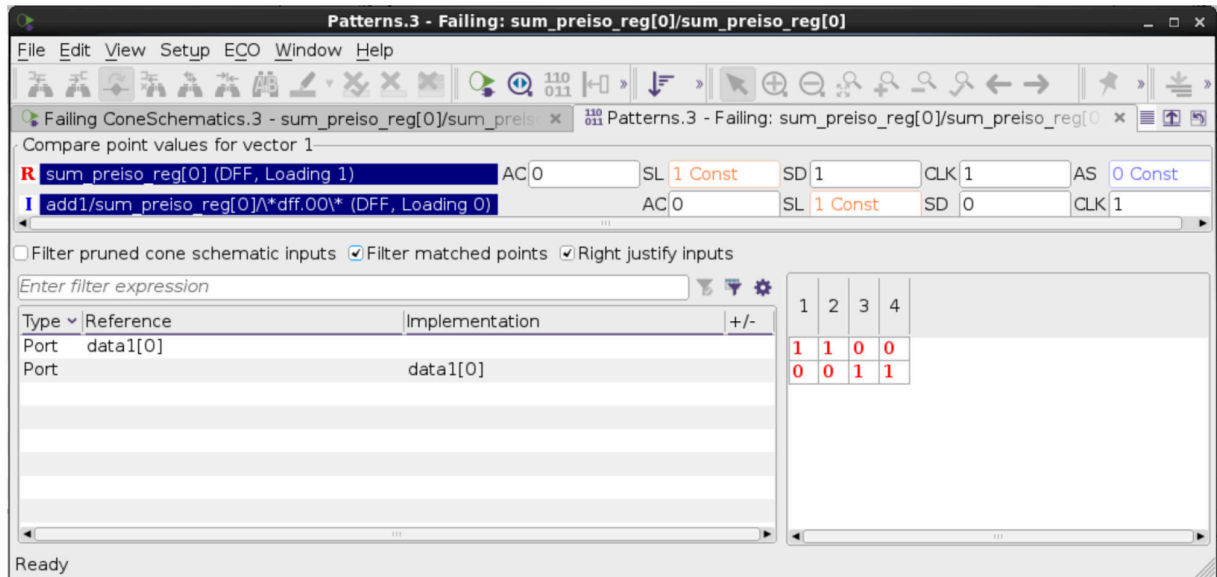 Patterns.3 - Failing: sum_preiso_reg[0]/sum_preiso_reg[0]
File Edit View Setup ECO Window Help
110 011
Failing ConeSchematics.3 - sum_preiso_reg[0]/sum_preis 110 011 Patterns.3 - Failing: sum_preiso_reg[0]/sum_preiso_reg[0
Compare point values for vector 1
R sum_preiso_reg[0] (DFF, Loading 1) AC 0 SL 1 Const SD 1 CLK 1 AS 0 Const
I add1/sum_preiso_reg[0]/\*dff.00\* (DFF, Loading 0) AC 0 SL 1 Const SD 0 CLK 1
Filter pruned cone schematic inputs Filter matched points Right justify inputs
Enter filter expression
1 2 3 4
Type Reference Implementation +/-
Port data1[0] 1 1 0 0
Port data1[0] 0 0 1 1
Ready